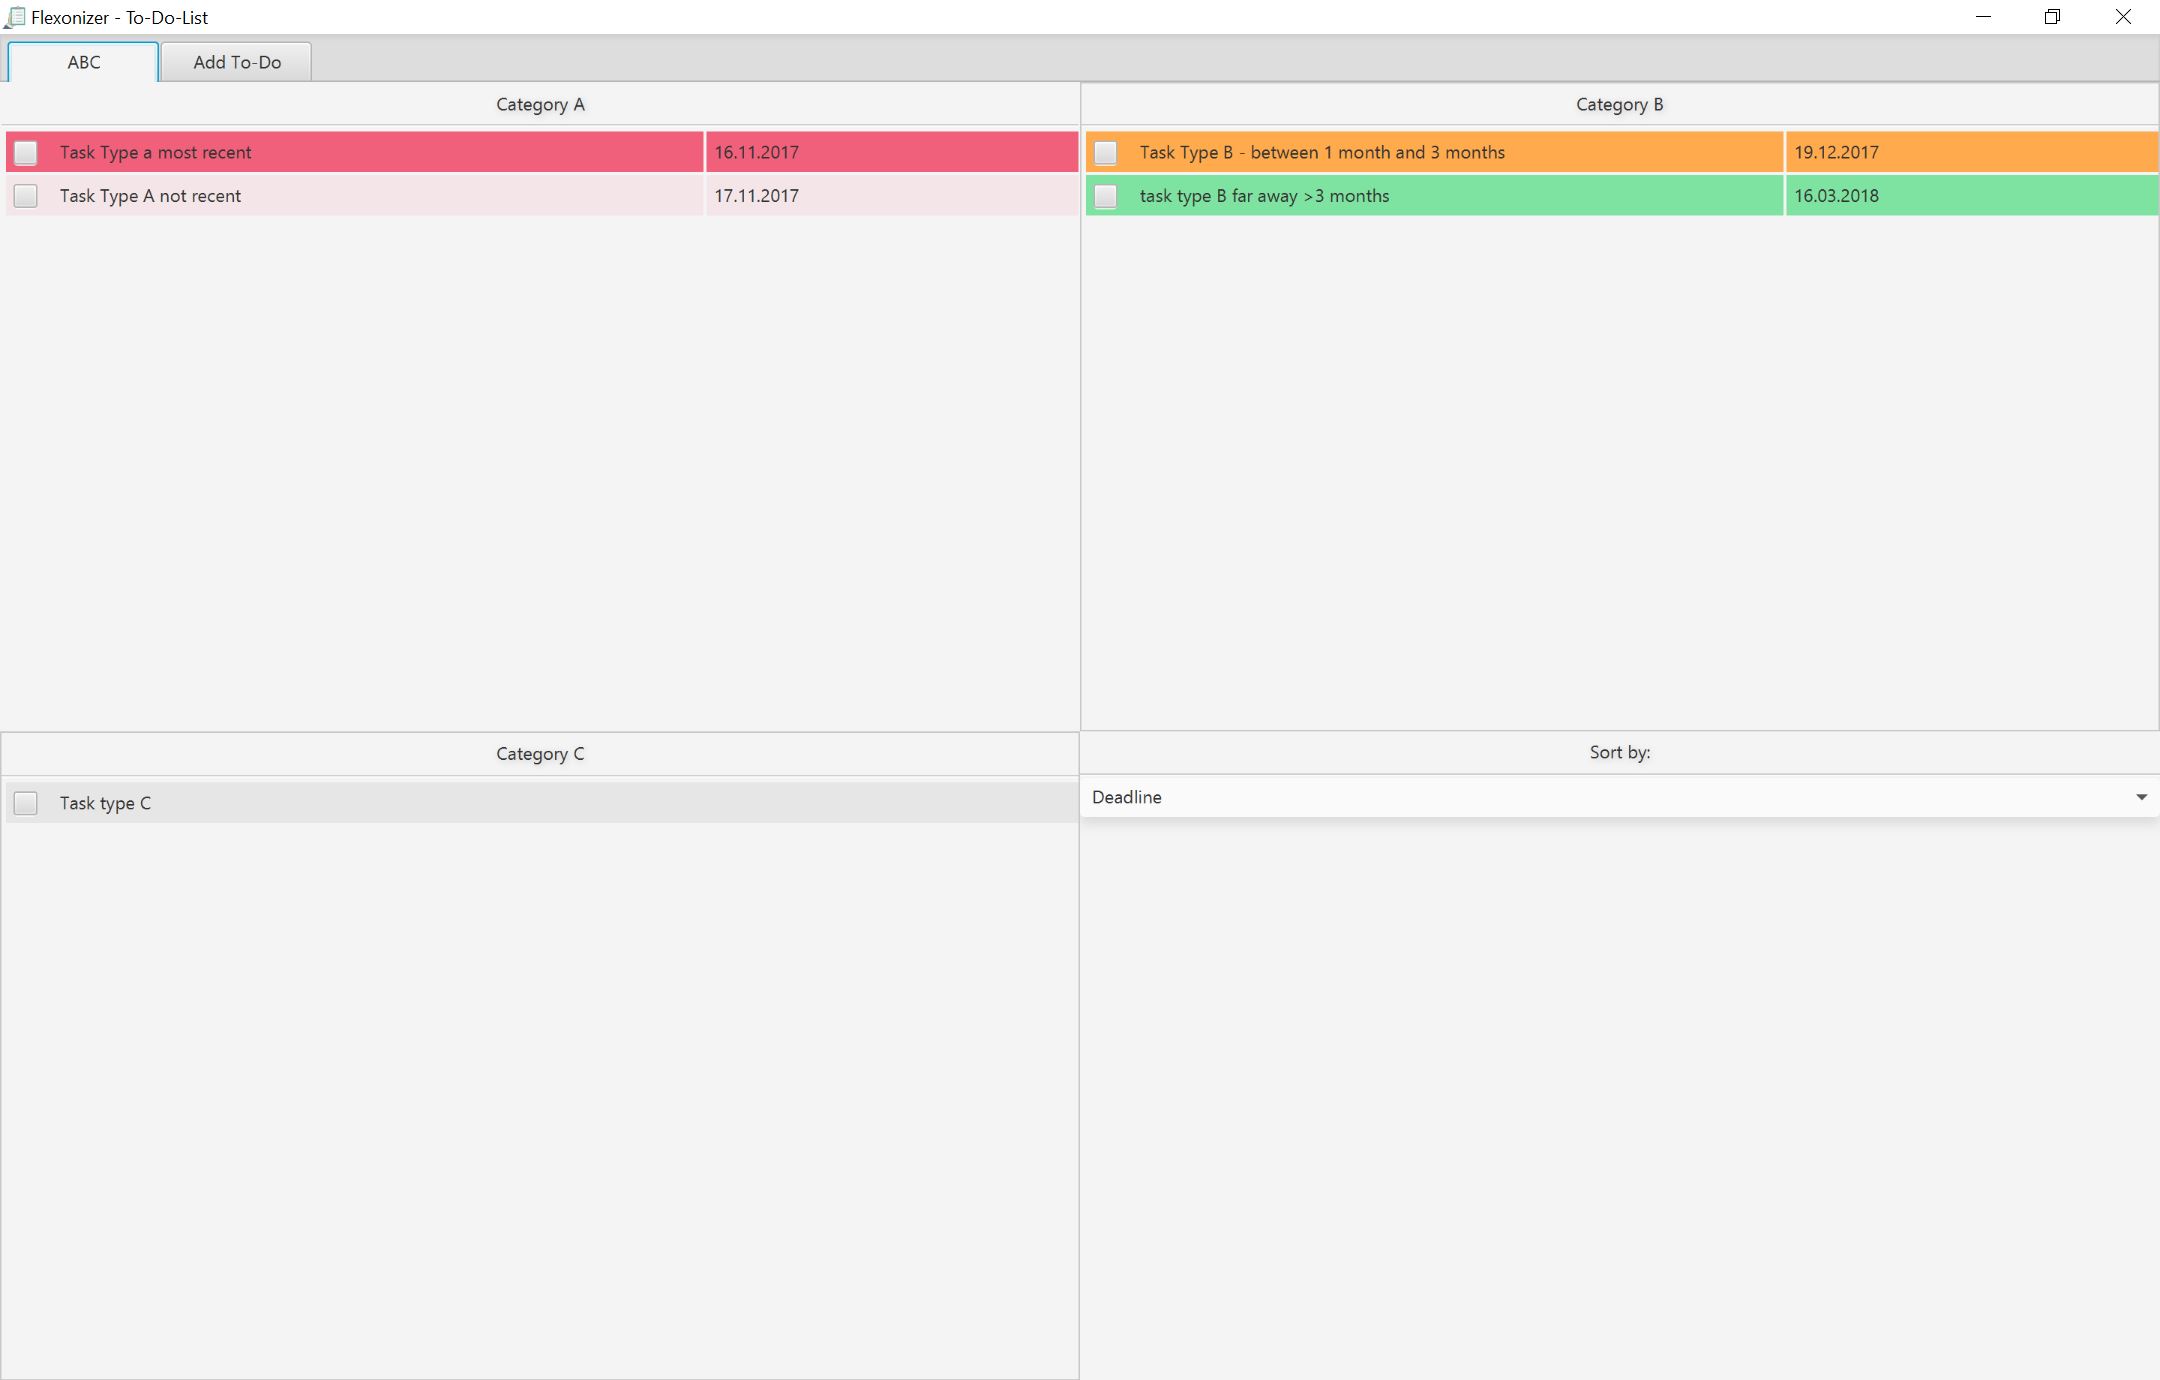 Flexonizer - To-Do-List
ABC
Add To-Do
Category A
Task Type a most recent 16.11.2017
Task Type A not recent 17.11.2017
Category B
Task Type B - between 1 month and 3 months 19.12.2017
task type B far away >3 months 16.03.2018
Category C
Task type C
Sort by:
Deadline